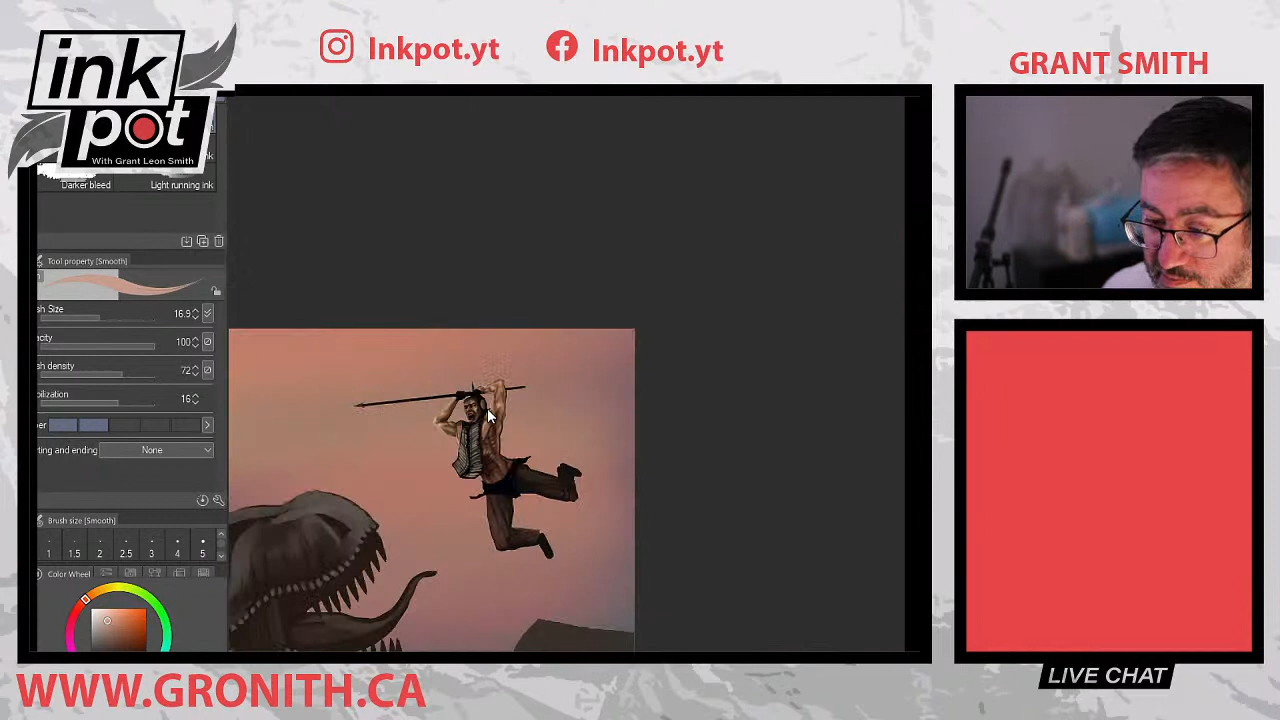 ink
pot
With Grant Leon Smith
Inkpot.yt
Inkpot.yt
GRANT SMITH
Darker bleed
Light running ink
Tool property [Smooth]
Size
16.9
100
density
72
16
None
Brush size [Smooth]
1 1.5 2 2.5 3 4 5
Color Wheel
LIVE CHAT
WWW.GRONITH.CA